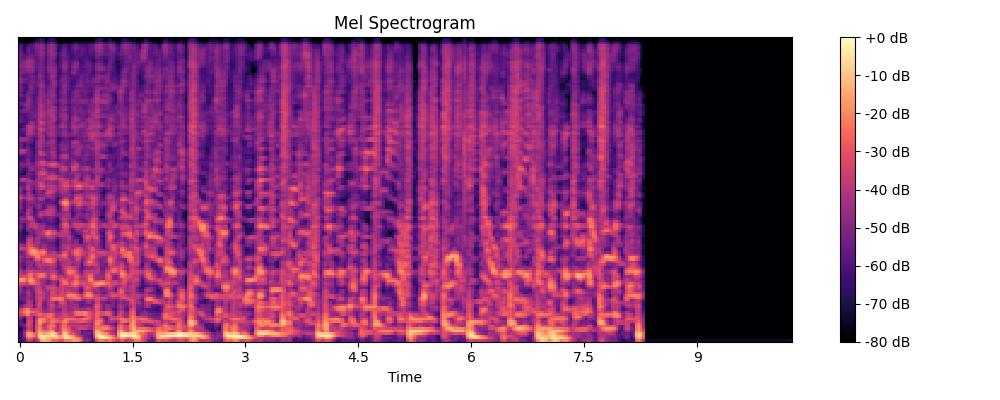 Mel Spectrogram
+0 dB
-10 dB
-20 dB
-30 dB
-40 dB
-50 dB
-60 dB
-70 dB
-80 dB
0 1.5 3 4.5 6 7.5 9
Time